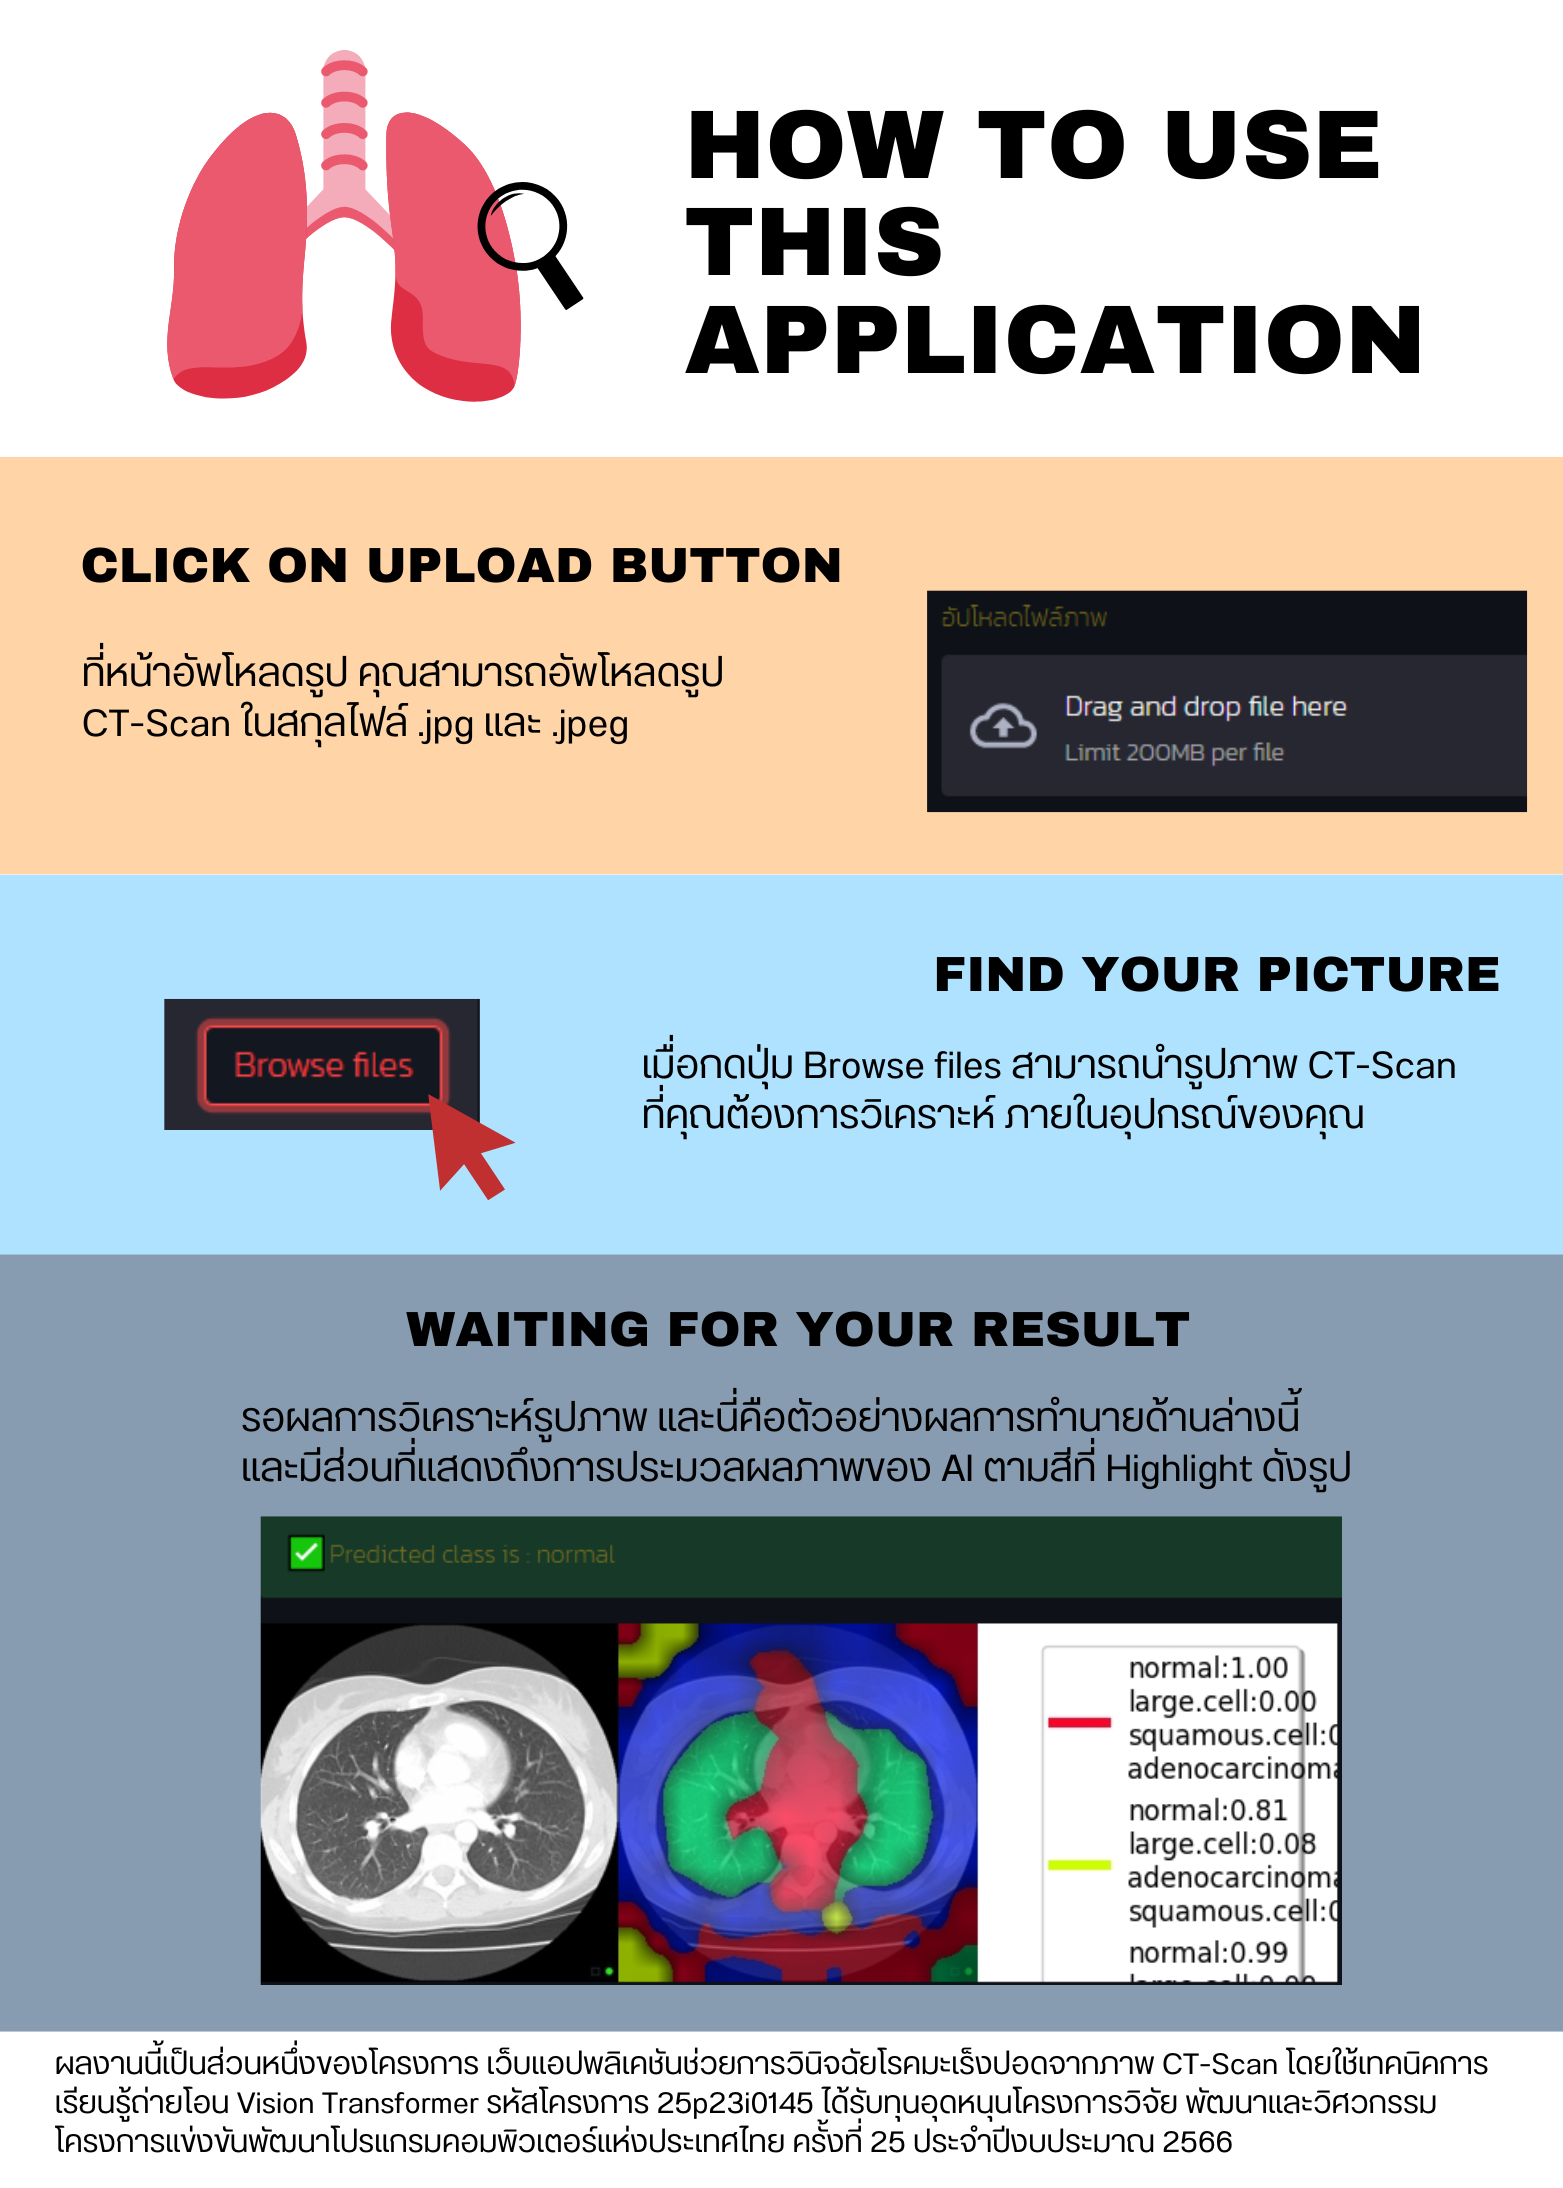 HOW TO USE
THIS
APPLICATION
CLICK ON UPLOAD BUTTON
ที่หน้าอัพโหลดรูป คุณสามารถอัพโหลดรูป
CT-Scan ในสกุลไฟล์ .jpg และ .jpeg
อัปโหลดไฟล์ภาพ
Drag and drop file here
Limit 200MB per file
FIND YOUR PICTURE
Browse files
เมื่อกดปุ่ม Browse files สามารถนำรูปภาพ CT-Scan
ที่คุณต้องการวิเคราะห์ ภายในอุปกรณ์ของคุณ
WAITING FOR YOUR RESULT
รอผลการวิเคราะห์รูปภาพ และนี่คือตัวอย่างผลการทำนายด้านล่างนี้
และมีส่วนที่แสดงถึงการประมวลผลภาพของ AI ตามสีที่ Highlight ดังรูป
Predicted class is : normal
normal:1.00
large.cell:0.00
squamous.cell:0
adenocarcinoma
normal:0.81
large.cell:0.08
adenocarcinoma
squamous.cell:0
normal:0.99
ผลงานนี้เป็นส่วนหนึ่งของโครงการ เว็บแอปพลิเคชันช่วยการวินิจฉัยโรคมะเร็งปอดจากภาพ CT-Scan โดยใช้เทคนิคการ
เรียนรู้ถ่ายโอน Vision Transformer รหัสโครงการ 25p23i0145 ได้รับทุนอุดหนุนโครงการวิจัย พัฒนาและวิศวกรรม
โครงการแข่งขันพัฒนาโปรแกรมคอมพิวเตอร์แห่งประเทศไทย ครั้งที่ 25 ประจำปีงบประมาณ 2566